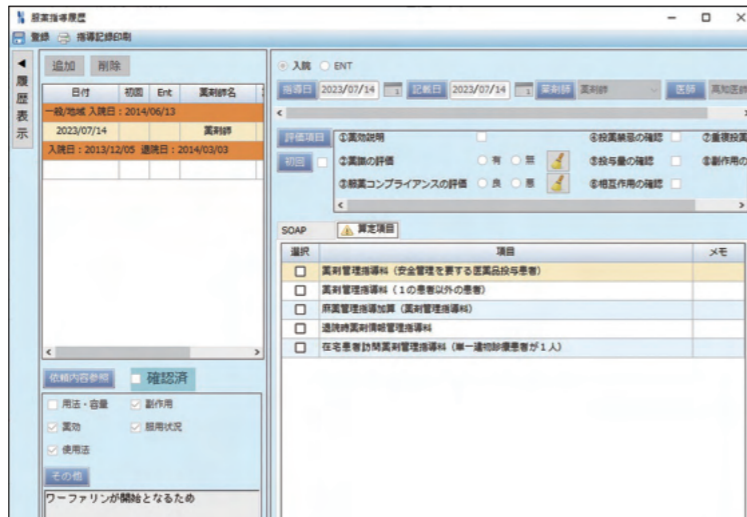 服薬指導履歴
登録 指導記録印刷
◀履歴表示
追加 削除
日付 初回 Ent 薬剤師名
一般/地域 入院日：2014/06/13
2023/07/14 薬剤師
入院日：2013/12/05 退院日：2014/03/03
依頼内容参照 確認済
用法・容量 副作用
薬効 服用状況
使用法
その他
ワーファリンが開始となるため
入院 ENT
指導日 2023/07/14 記載日 2023/07/14 薬剤師 薬剤師 医師 高知医師
評価項目 ①薬効説明 ④投薬禁忌の確認 ⑦重複投薬
初回 ②薬識の評価 有 無 ⑤投与量の確認 ⑧副作用の
③服薬コンプライアンスの評価 良 悪 ⑥相互作用の確認
SOAP 算定項目
選択 項目 メモ
薬剤管理指導料（安全管理を要する医薬品投与患者）
薬剤管理指導料（１の患者以外の患者）
麻薬管理指導加算（薬剤管理指導料）
退院時薬剤情報管理指導料
在宅患者訪問薬剤管理指導料（単一建物診療患者が１人）